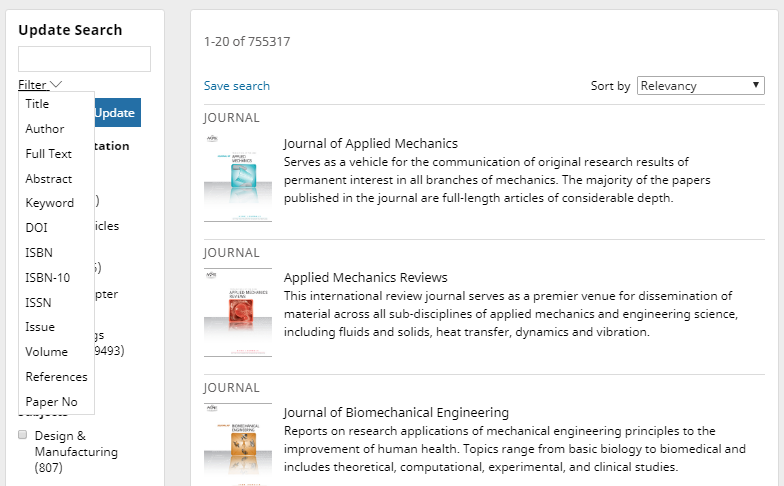 Update Search
Filter
Title
Author
Full Text
Abstract
Keyword
DOI
ISBN
ISBN-10
ISSN
Issue
Volume
References
Paper No
Update
tation
)
icles
)
pter
gs
9493)
Design &
Manufacturing
(807)
1-20 of 755317
Save search
Sort by Relevancy
JOURNAL
Journal of Applied Mechanics
Serves as a vehicle for the communication of original research results of
permanent interest in all branches of mechanics. The majority of the papers
published in the journal are full-length articles of considerable depth.
APPLIED
MECHANICS
JOURNAL
Applied Mechanics Reviews
This international review journal serves as a premier venue for dissemination of
material across all sub-disciplines of applied mechanics and engineering science,
including fluids and solids, heat transfer, dynamics and vibration.
APPLIED MECHANICS
REVIEWS
JOURNAL
Journal of Biomechanical Engineering
Reports on research applications of mechanical engineering principles to the
improvement of human health. Topics range from basic biology to biomedical and
includes theoretical, computational, experimental, and clinical studies.
BIOMECHANICAL
ENGINEERING